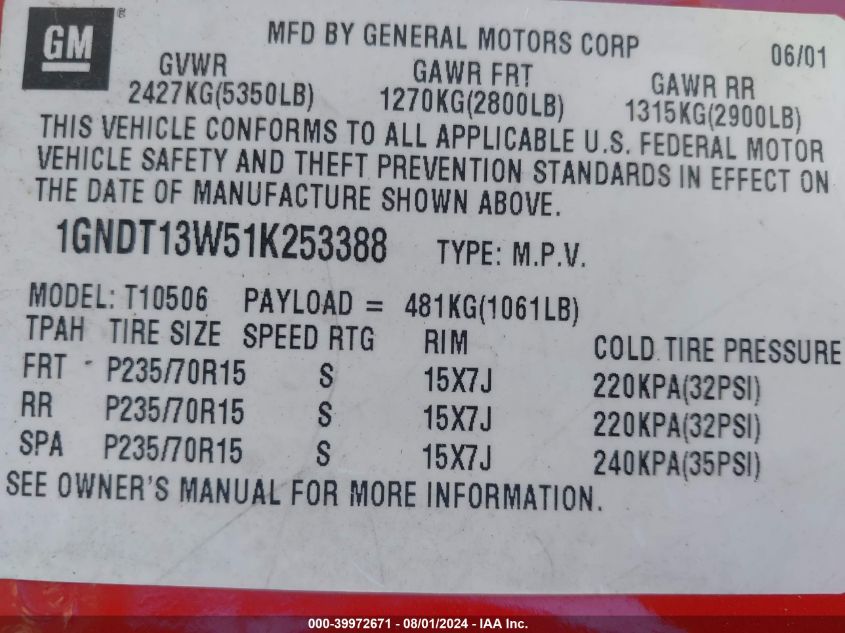 GM ®
MFD BY GENERAL MOTORS CORP 06/01
GVWR GAWR FRT GAWR RR
2427KG(5350LB) 1270KG(2800LB) 1315KG(2900LB)
THIS VEHICLE CONFORMS TO ALL APPLICABLE U.S. FEDERAL MOTOR
VEHICLE SAFETY AND THEFT PREVENTION STANDARDS IN EFFECT ON
THE DATE OF MANUFACTURE SHOWN ABOVE.
1GNDT13W51K253388 TYPE: M.P.V.
MODEL: T10506 PAYLOAD = 481KG(1061LB)
TPAH TIRE SIZE SPEED RTG RIM COLD TIRE PRESSURE
FRT P235/70R15 S 15X7J 220KPA(32PSI)
RR P235/70R15 S 15X7J 220KPA(32PSI)
SPA P235/70R15 S 15X7J 240KPA(35PSI)
SEE OWNER'S MANUAL FOR MORE INFORMATION.
000-39972671 - 08/01/2024 - IAA Inc.